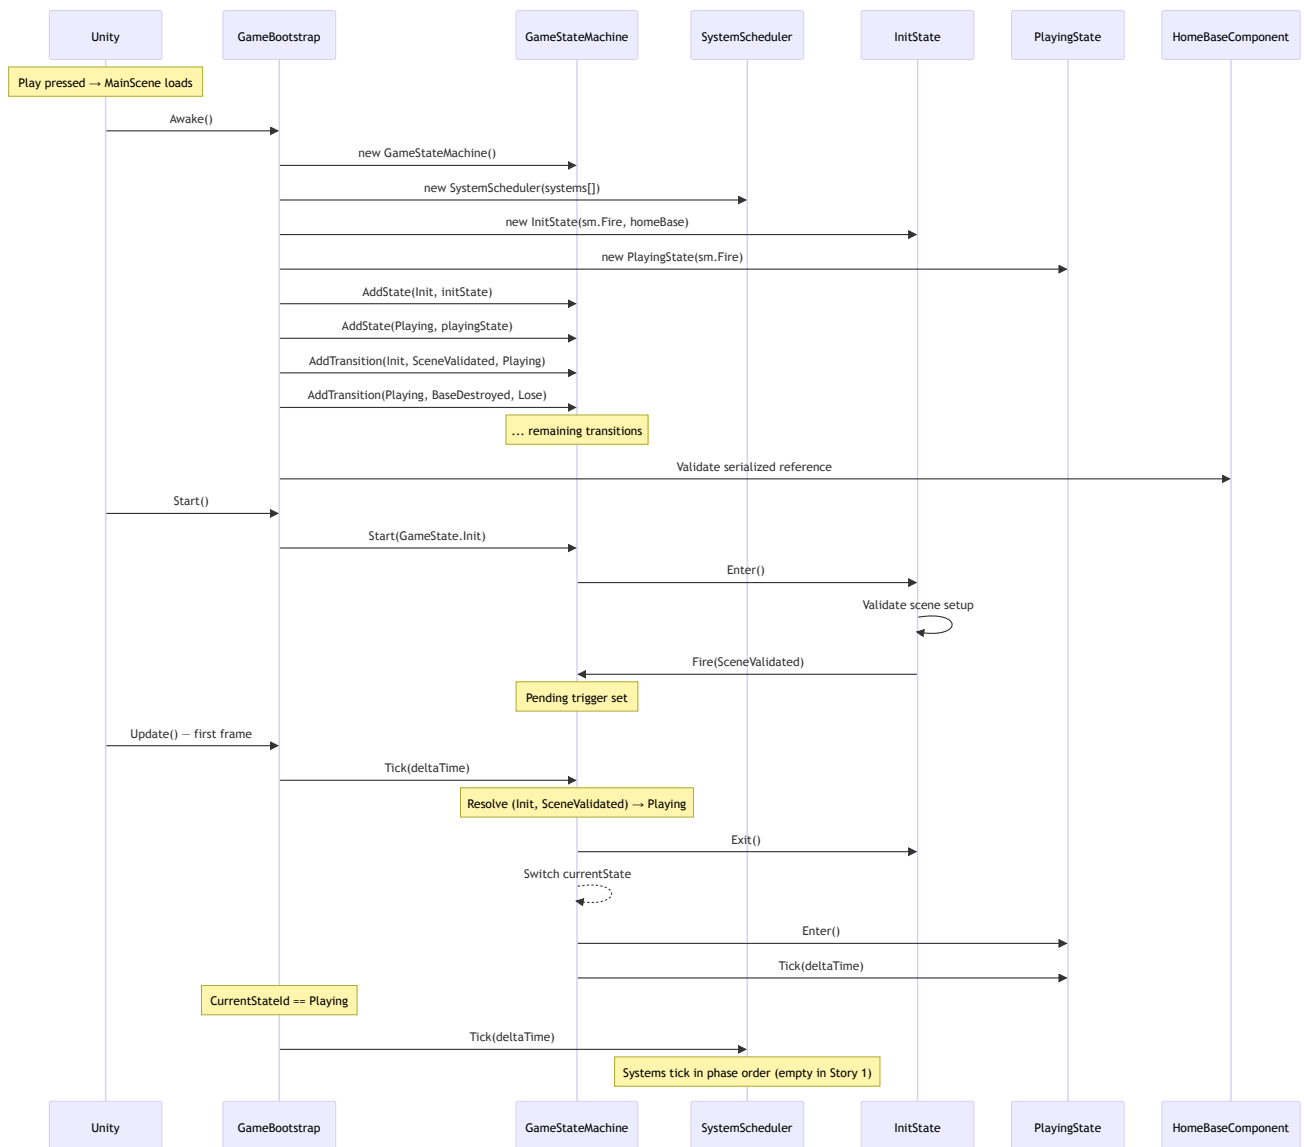 Unity
GameBootstrap
GameStateMachine
SystemScheduler
InitState
PlayingState
HomeBaseComponent
Play pressed → MainScene loads
Awake()
new GameStateMachine()
new SystemScheduler(systems[])
new InitState(sm.Fire, homeBase)
new PlayingState(sm.Fire)
AddState(Init, initState)
AddState(Playing, playingState)
AddTransition(Init, SceneValidated, Playing)
AddTransition(Playing, BaseDestroyed, Lose)
... remaining transitions
Validate serialized reference
Start()
Start(GameState.Init)
Enter()
Validate scene setup
Fire(SceneValidated)
Pending trigger set
Update() — first frame
Tick(deltaTime)
Resolve (Init, SceneValidated) → Playing
Exit()
Switch currentState
Enter()
Tick(deltaTime)
CurrentStateId == Playing
Tick(deltaTime)
Systems tick in phase order (empty in Story 1)
Unity
GameBootstrap
GameStateMachine
SystemScheduler
InitState
PlayingState
HomeBaseComponent